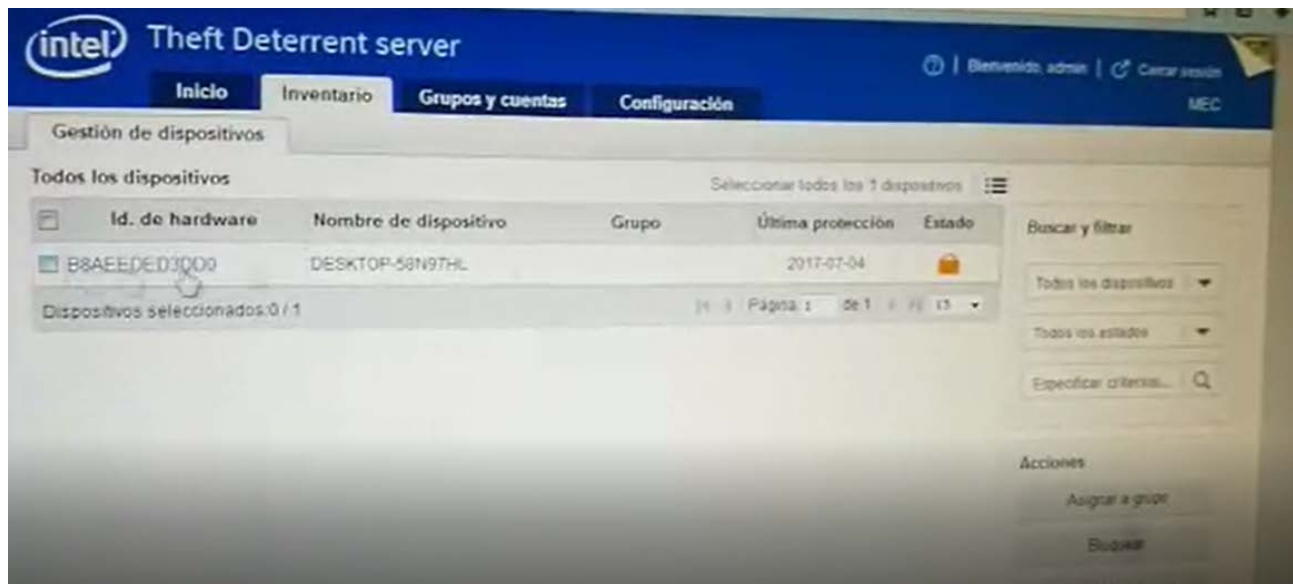 intel Theft Deterrent server
Bienvenido, admin | Cerrar sesión
Inicio Inventario Grupos y cuentas Configuración
MEC
Gestión de dispositivos
Todos los dispositivos
Seleccionar todos los 1 dispositivos
Id. de hardware Nombre de dispositivo Grupo Última protección Estado
Buscar y filtrar
B8AEEDED3DD0 DESKTOP-58N97HL 2017-07-04
Todos los dispositivos
Dispositivos seleccionados:0 / 1
Página 1 de 1 15
Todos los estados
Especificar criterios...
Acciones
Asignar a grupo
Bloquear